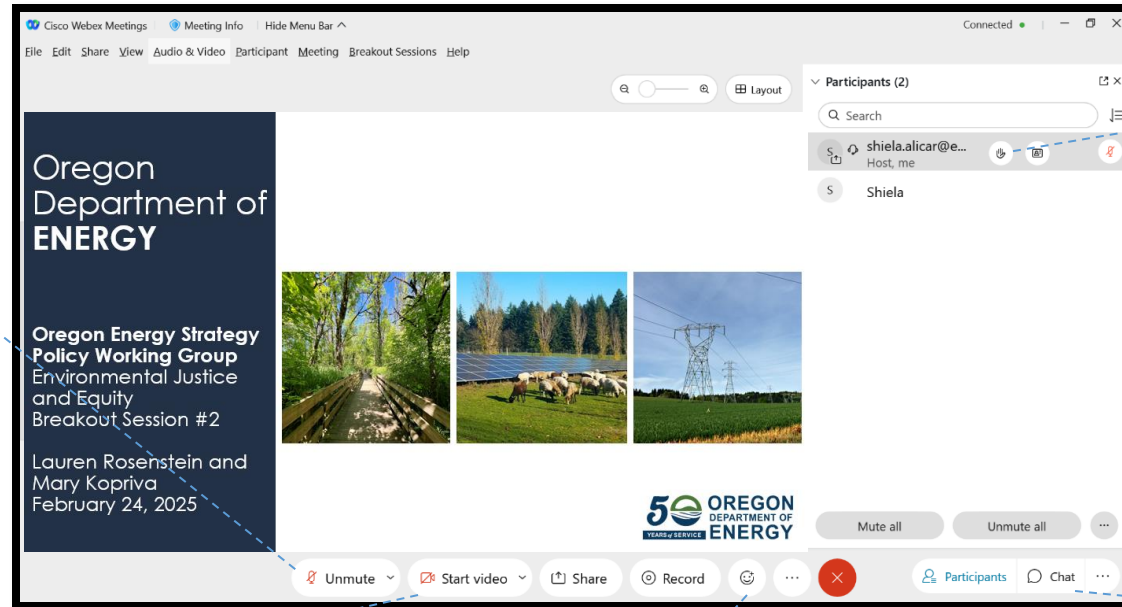 Cisco Webex Meetings Meeting Info Hide Menu Bar Connected
File Edit Share View Audio & Video Participant Meeting Breakout Sessions Help
Layout
Participants (2)
Search
S shiela.alicar@e...
Host, me
S Shiela
Oregon
Department of
ENERGY
Oregon Energy Strategy
Policy Working Group
Environmental Justice
and Equity
Breakout Session #2
Lauren Rosenstein and
Mary Kopriva
February 24, 2025
50 YEARS of SERVICE
OREGON
DEPARTMENT OF
ENERGY
Mute all Unmute all ...
Unmute Start video Share Record ... Participants Chat ...